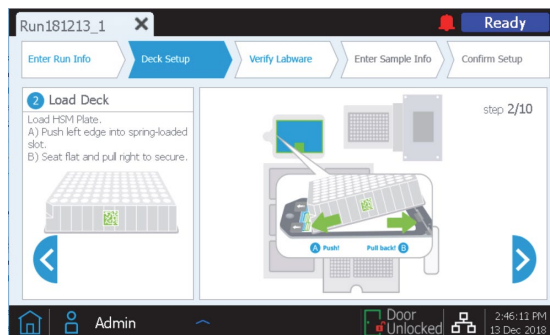 Run181213_1
Ready
Enter Run Info
Deck Setup
Verify Labware
Enter Sample Info
Confirm Setup
2 Load Deck
Load HSM Plate.
A) Push left edge into spring-loaded
slot.
B) Seat flat and pull right to secure.
step 2/10
A Push!
Pull back! B
Admin
Door
Unlocked
2:46:11 PM
13 Dec 2018